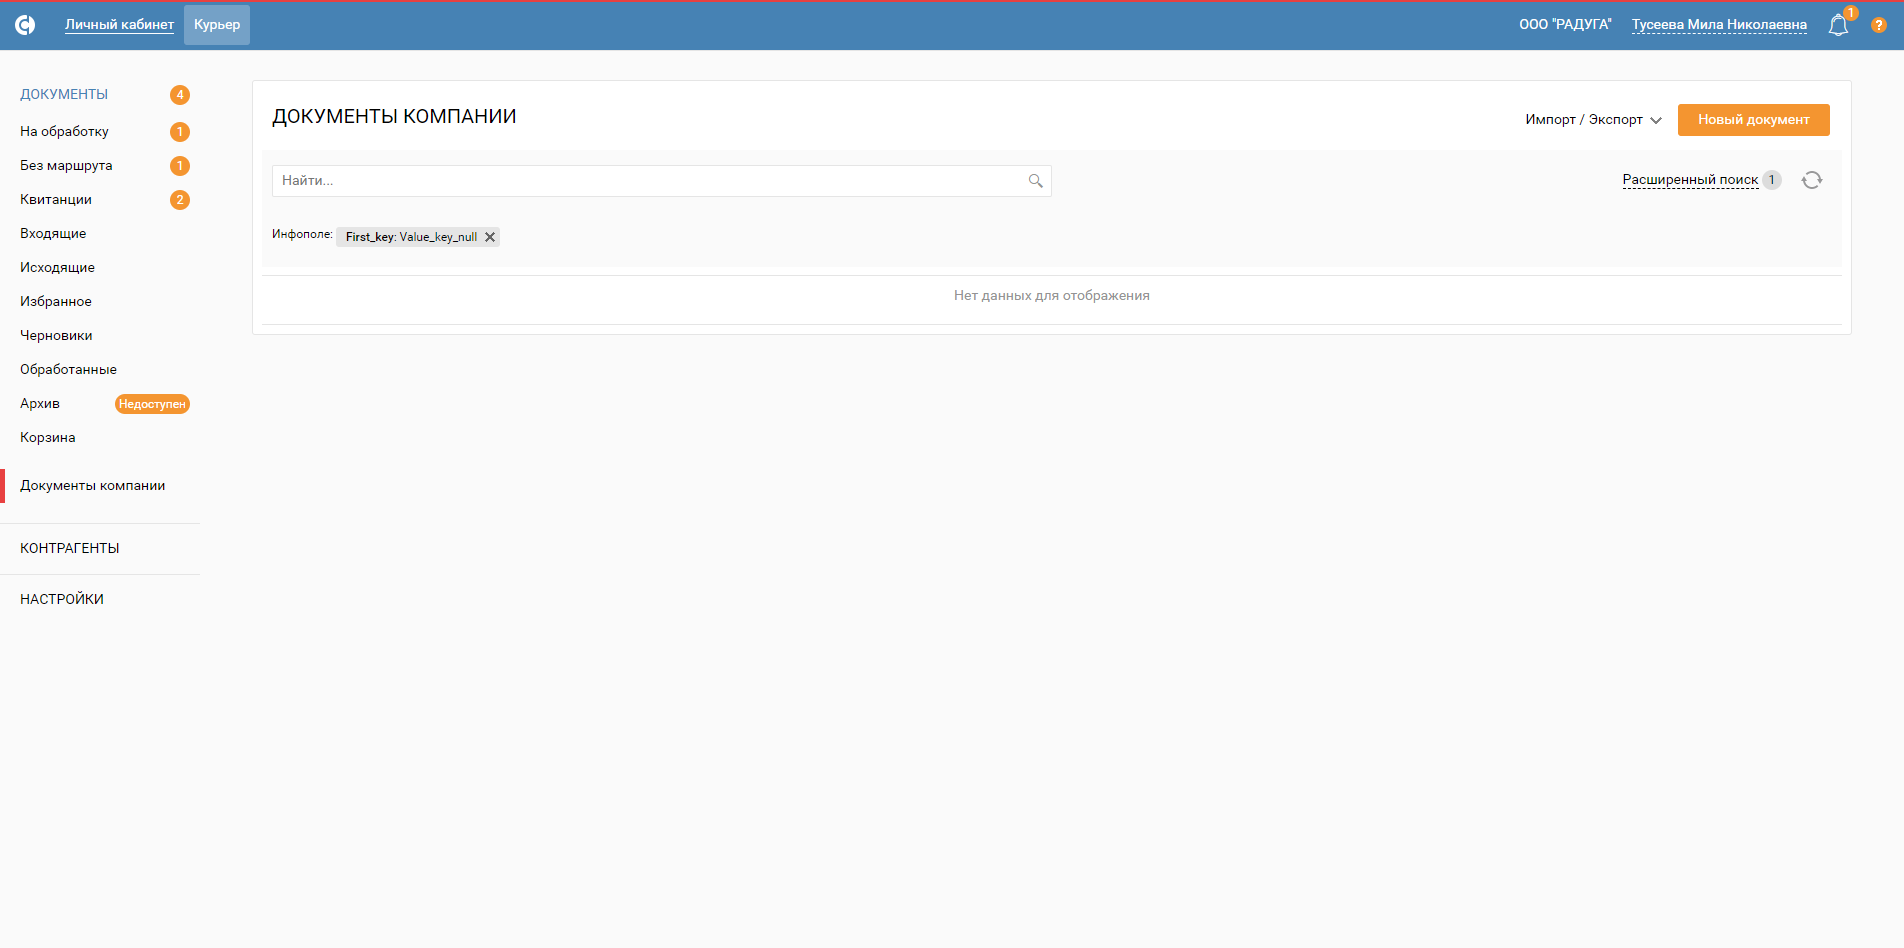 Личный кабинет Курьер ООО "РАДУГА" Тусеева Мила Николаевна 1 ?
ДОКУМЕНТЫ 4
На обработку 1
Без маршрута 1
Квитанции 2
Входящие
Исходящие
Избранное
Черновики
Обработанные
Архив Недоступен
Корзина
Документы компании
КОНТРАГЕНТЫ
НАСТРОЙКИ
ДОКУМЕНТЫ КОМПАНИИ
Импорт / Экспорт Новый документ
Найти... Расширенный поиск 1
Инфополе: First_key: Value_key_null
Нет данных для отображения